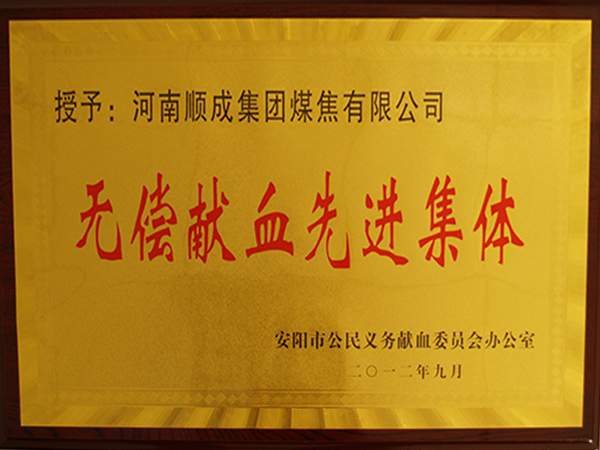 授予：河南顺成集团煤焦有限公司
无偿献血先进集体
安阳市公民义务献血委员会办公室
二〇一二年九月